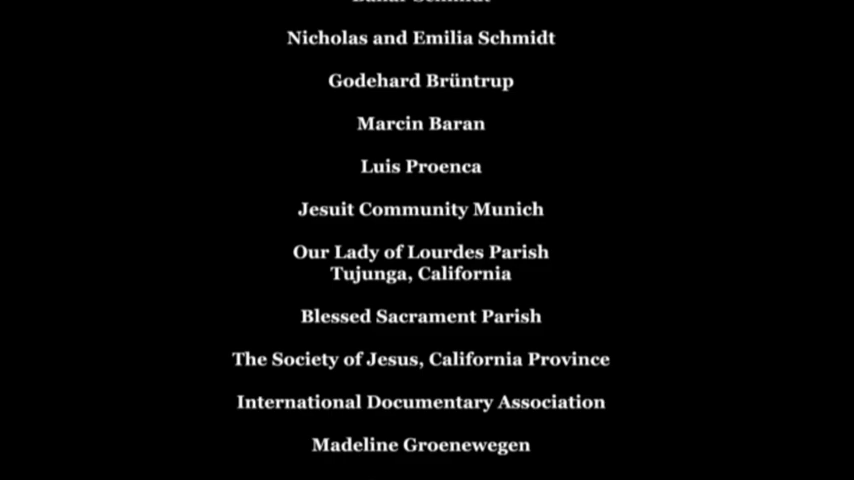 Nicholas and Emilia Schmidt
Godehard Brüntrup
Marcin Baran
Luis Proenca
Jesuit Community Munich
Our Lady of Lourdes Parish
Tujunga, California
Blessed Sacrament Parish
The Society of Jesus, California Province
International Documentary Association
Madeline Groenewegen